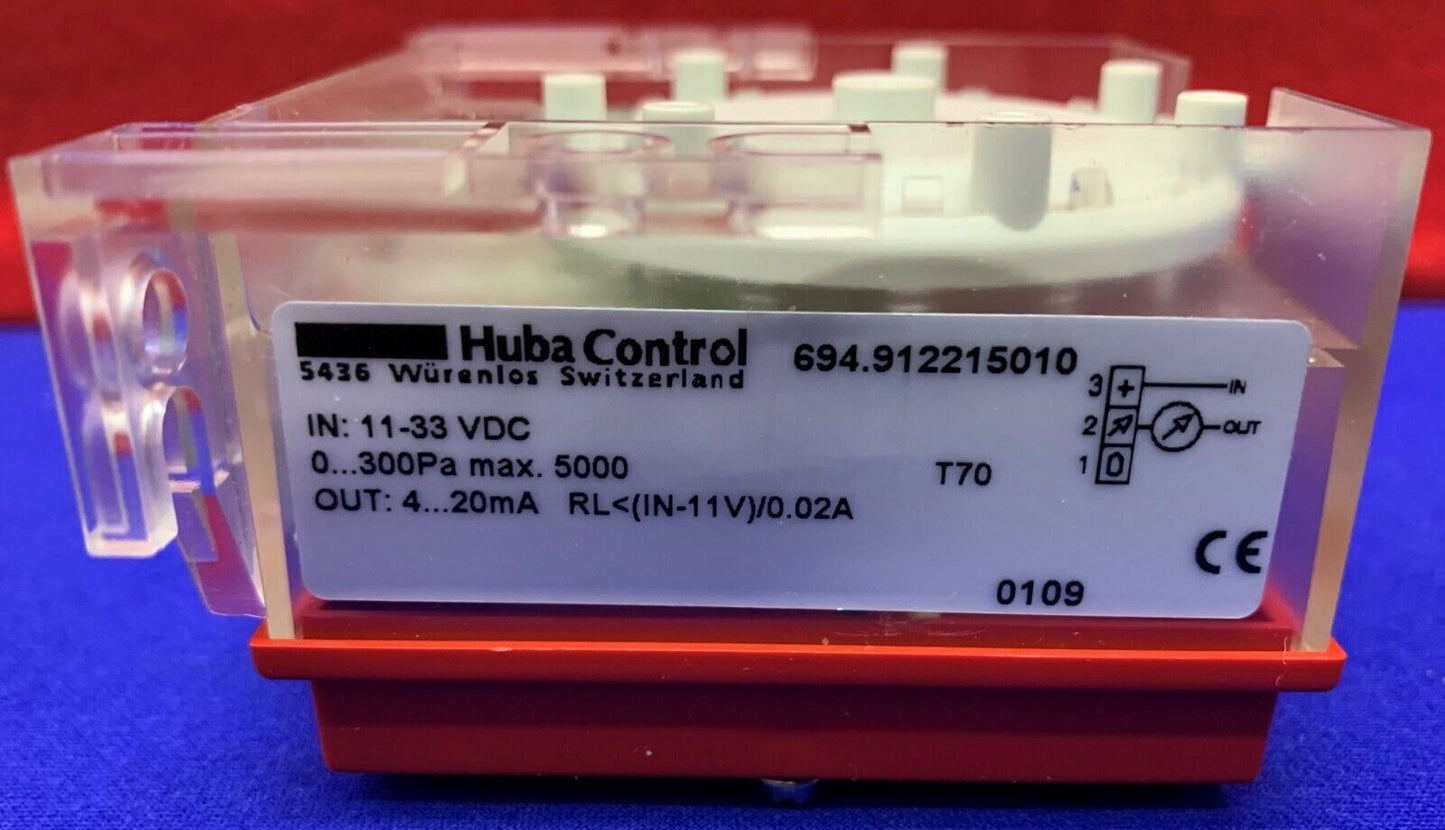 Huba Control
5436 Würenlos Switzerland
694.912215010
IN: 11-33 VDC
0...300Pa max. 5000
T70
OUT: 4...20mA RL<(IN-11V)/0.02A
3 + IN
2 OUT
1 0
CE
0109